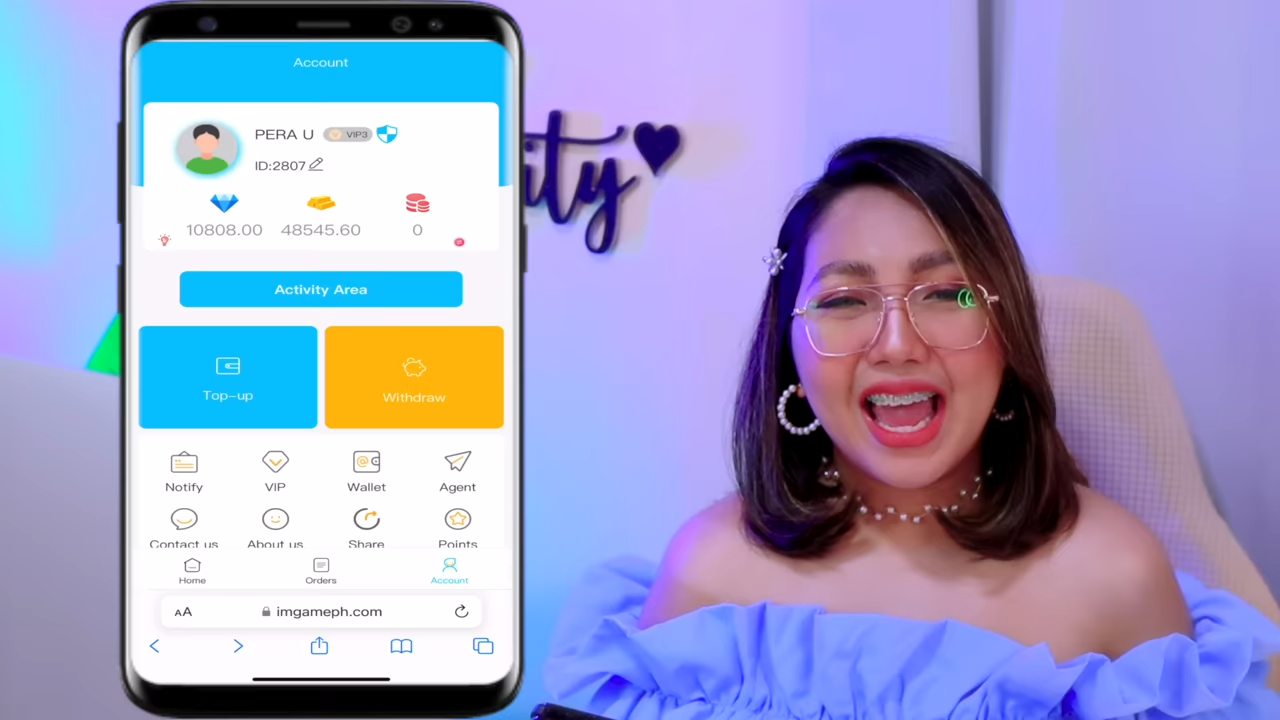 Account
PERA U VIP3
ID:2807
10808.00 48545.60 0
Activity Area
Top-up Withdraw
Notify VIP Wallet Agent
Contact us About us Share Points
Home Orders Account
AA imgameph.com
ity